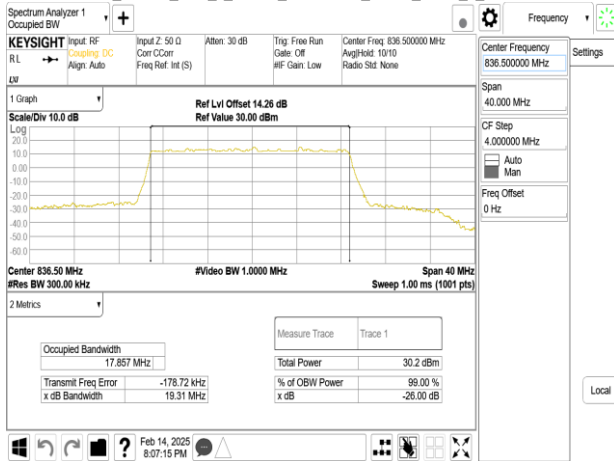 Spectrum Analyzer 1
Occupied BW
Frequency
KEYSIGHT
RL
Input: RF
Coupling: DC
Align: Auto
Input Z: 50 Ω
Corr CCorr
Freq Ref: Int (S)
Atten: 30 dB
Trig: Free Run
Gate: Off
#IF Gain: Low
Center Freq: 836.500000 MHz
Avg|Hold: 10/10
Radio Std: None
LXI
Center Frequency
836.500000 MHz
Settings
Span
40.000 MHz
CF Step
4.000000 MHz
Auto
Man
Freq Offset
0 Hz
Local
1 Graph
Scale/Div 10.0 dB
Ref Lvl Offset 14.26 dB
Ref Value 30.00 dBm
Log
20.0
10.0
0.00
-10.0
-20.0
-30.0
-40.0
-50.0
-60.0
Center 836.50 MHz
#Res BW 300.00 kHz
#Video BW 1.0000 MHz
Span 40 MHz
Sweep 1.00 ms (1001 pts)
2 Metrics
Measure Trace
Trace 1
Occupied Bandwidth
17.857 MHz
Total Power
30.2 dBm
Transmit Freq Error
-178.72 kHz
% of OBW Power
99.00 %
x dB Bandwidth
19.31 MHz
x dB
-26.00 dB
Feb 14, 2025
8:07:15 PM